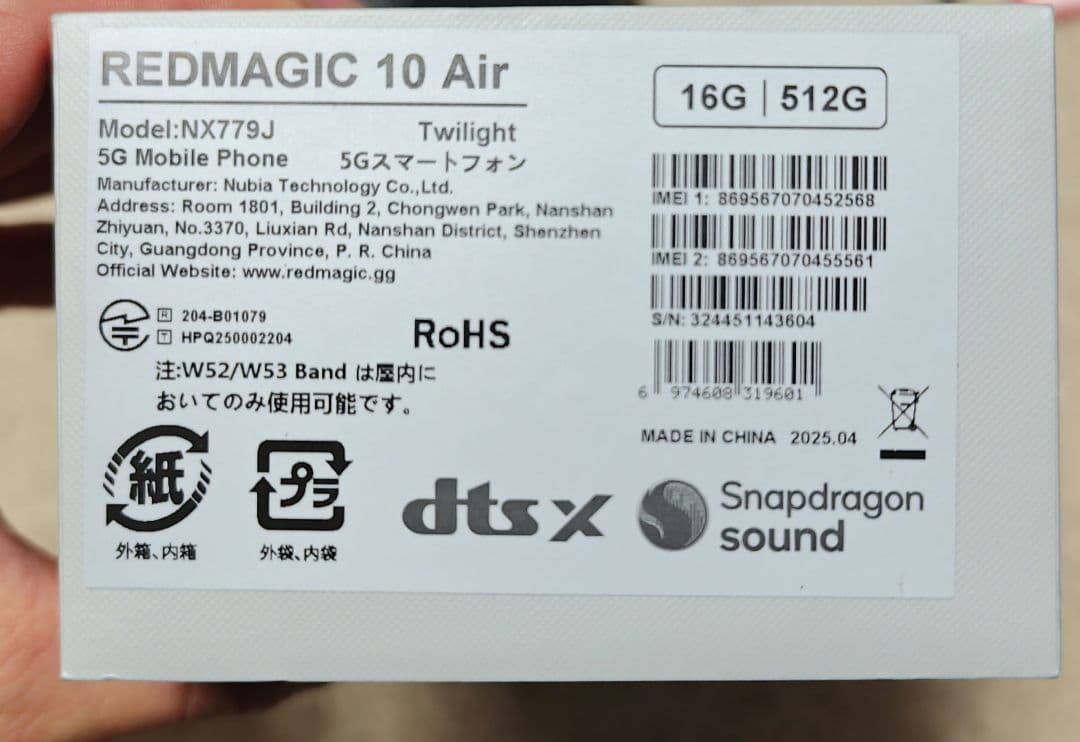 REDMAGIC 10 Air
Model:NX779J Twilight
5G Mobile Phone 5Gスマートフォン
Manufacturer: Nubia Technology Co.,Ltd.
Address: Room 1801, Building 2, Chongwen Park, Nanshan
Zhiyuan, No.3370, Liuxian Rd, Nanshan District, Shenzhen
City, Guangdong Province, P. R. China
Official Website: www.redmagic.gg
R 204-B01079
T HPQ250002204
RoHS
注:W52/W53 Band は屋内に
おいてのみ使用可能です。
紙
外箱、内箱
プラ
外袋、内袋
dts x
16G | 512G
IMEI 1: 869567070452568
IMEI 2: 869567070455561
S/N: 324451143604
6 974608 319601
MADE IN CHINA 2025.04
Snapdragon
sound